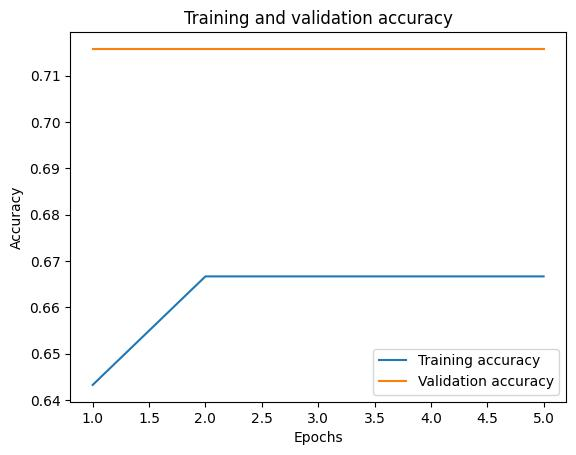 Training and validation accuracy
Accuracy
0.71
0.70
0.69
0.68
0.67
0.66
0.65
0.64
Training accuracy
Validation accuracy
1.0 1.5 2.0 2.5 3.0 3.5 4.0 4.5 5.0
Epochs